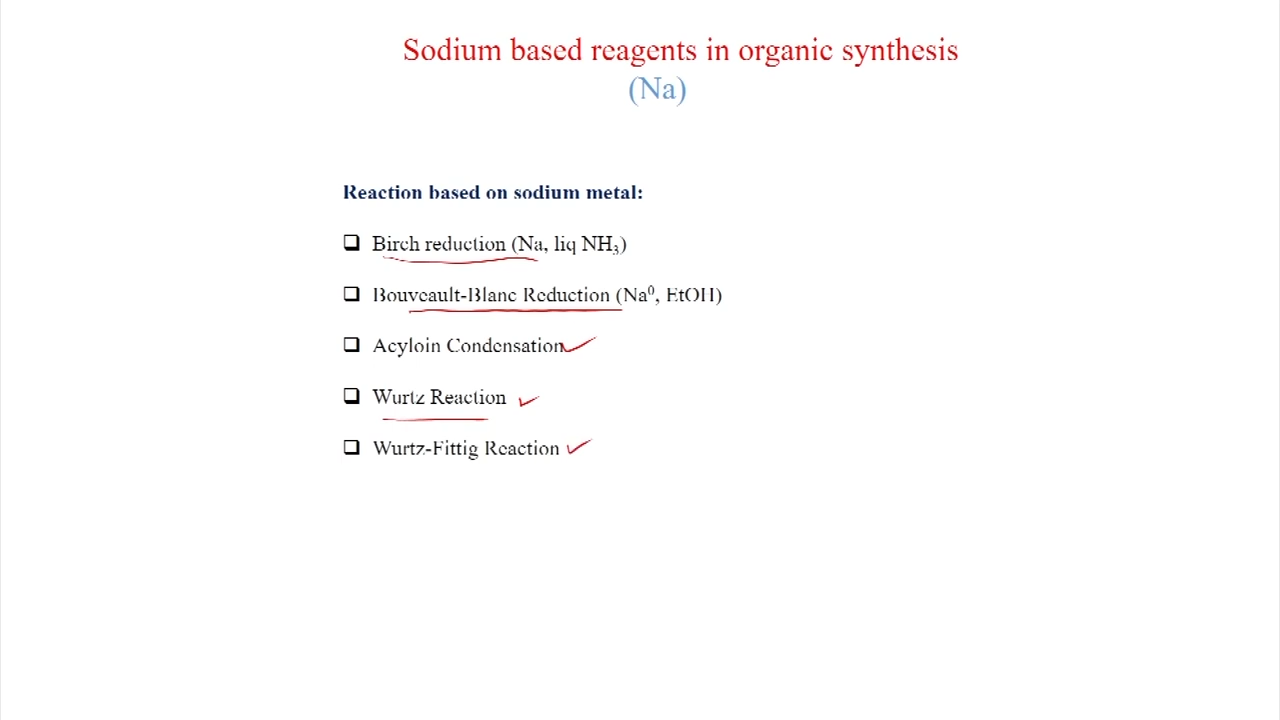 Sodium based reagents in organic synthesis
(Na)
Reaction based on sodium metal:
Birch reduction (Na, liq NH₃)
Bouveault-Blanc Reduction (Na⁰, EtOH)
Acyloin Condensation
Wurtz Reaction
Wurtz-Fittig Reaction